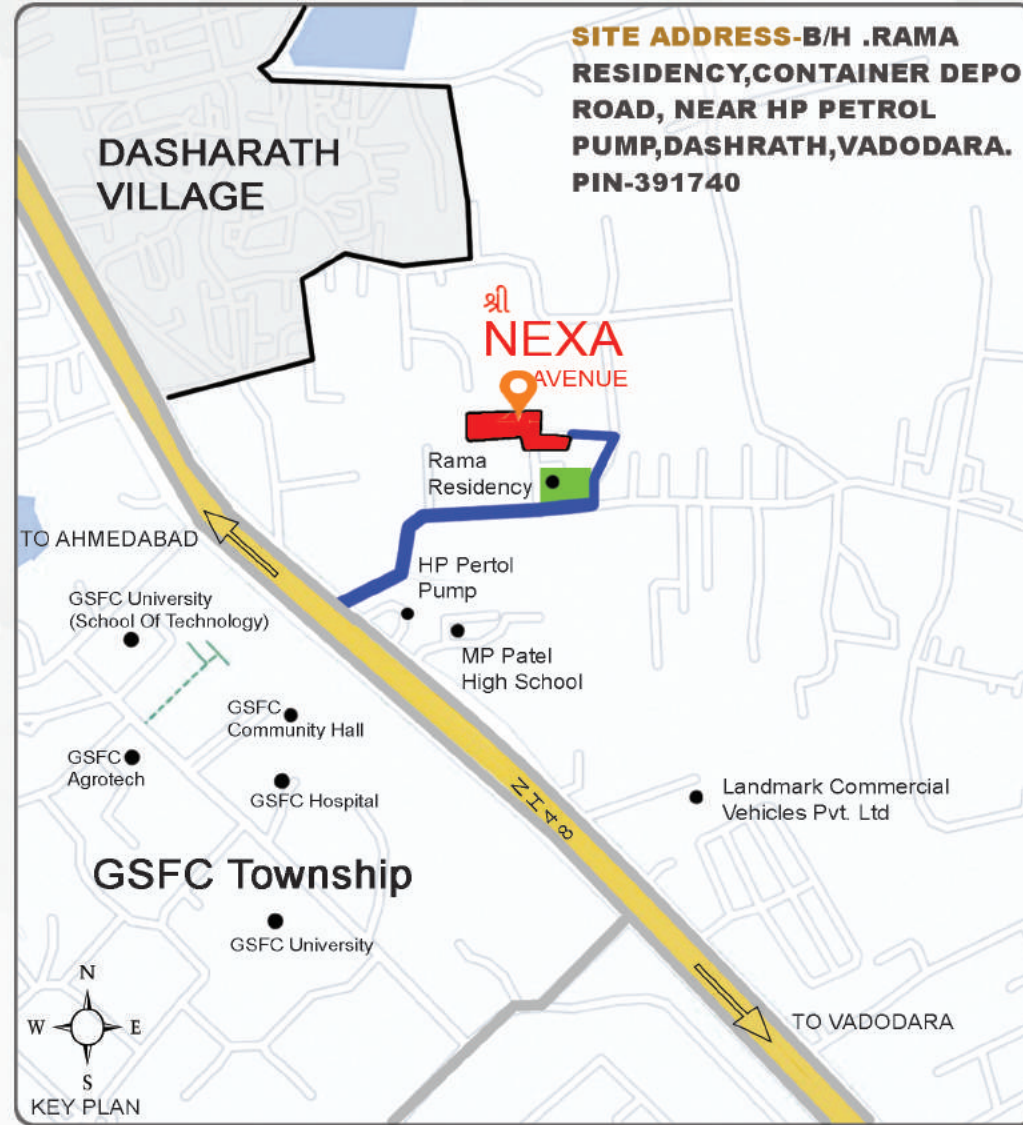 SITE ADDRESS-B/H .RAMA
RESIDENCY,CONTAINER DEPO
ROAD, NEAR HP PETROL
PUMP,DASHRATH,VADODARA.
PIN-391740
DASHARATH
VILLAGE
श्री
NEXA
AVENUE
Rama
Residency
TO AHMEDABAD
HP Pertol
Pump
GSFC University
(School Of Technology)
MP Patel
High School
GSFC
Community Hall
GSFC
Agrotech
GSFC Hospital
Landmark Commercial
Vehicles Pvt. Ltd
NH48
GSFC Township
GSFC University
N
W E
S
TO VADODARA
KEY PLAN